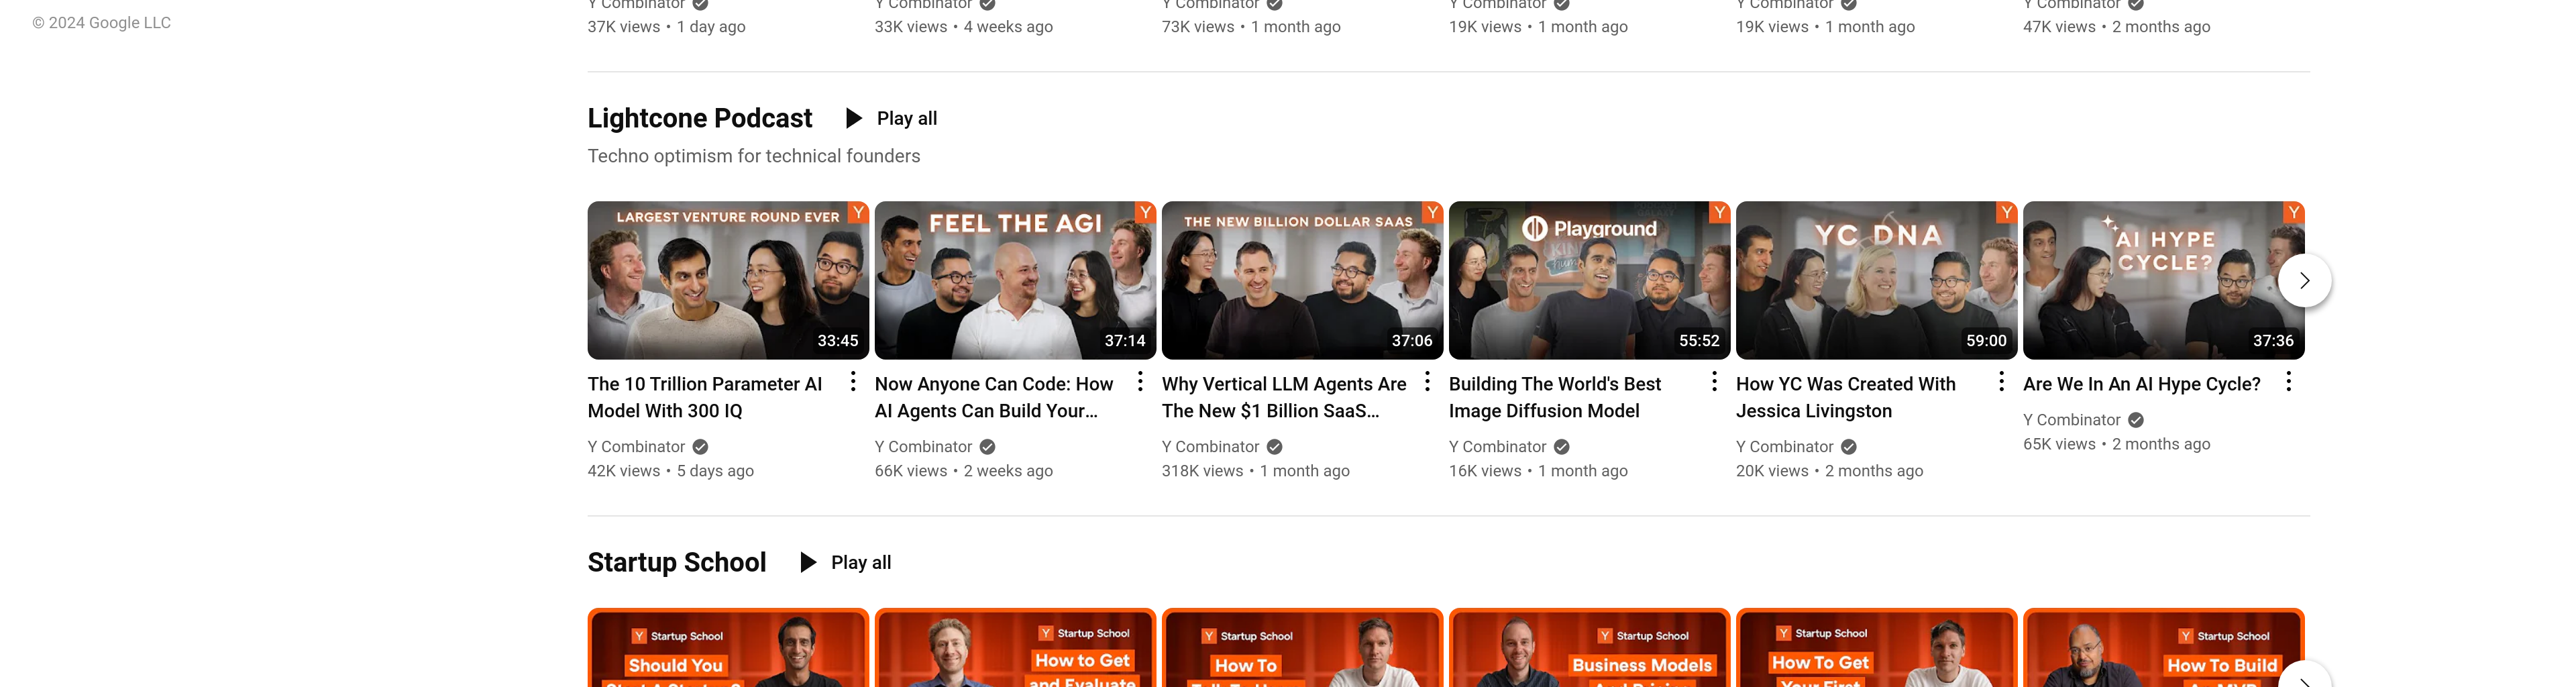 © 2024 Google LLC
Y Combinator
37K views • 1 day ago
Y Combinator
33K views • 4 weeks ago
Y Combinator
73K views • 1 month ago
Y Combinator
19K views • 1 month ago
Y Combinator
19K views • 1 month ago
Y Combinator
47K views • 2 months ago
Lightcone Podcast
Play all
Techno optimism for technical founders
LARGEST VENTURE ROUND EVER
Y
33:45
The 10 Trillion Parameter AI
Model With 300 IQ
Y Combinator
42K views • 5 days ago
FEEL THE AGI
Y
37:14
Now Anyone Can Code: How
AI Agents Can Build Your...
Y Combinator
66K views • 2 weeks ago
THE NEW BILLION DOLLAR SAAS
Y
37:06
Why Vertical LLM Agents Are
The New $1 Billion SaaS...
Y Combinator
318K views • 1 month ago
Playground
Y
55:52
Building The World's Best
Image Diffusion Model
Y Combinator
16K views • 1 month ago
YC DNA
Y
59:00
How YC Was Created With
Jessica Livingston
Y Combinator
20K views • 2 months ago
AI HYPE
CYCLE?
Y
37:36
Are We In An AI Hype Cycle?
Y Combinator
65K views • 2 months ago
Startup School
Play all
Y Startup School
Should You
Y Startup School
How to Get
and Evaluate
Y Startup School
How To
Y Startup School
Business Models
And Pricing
Y Startup School
How To Get
Your First
Y Startup School
How To Build
An MVP